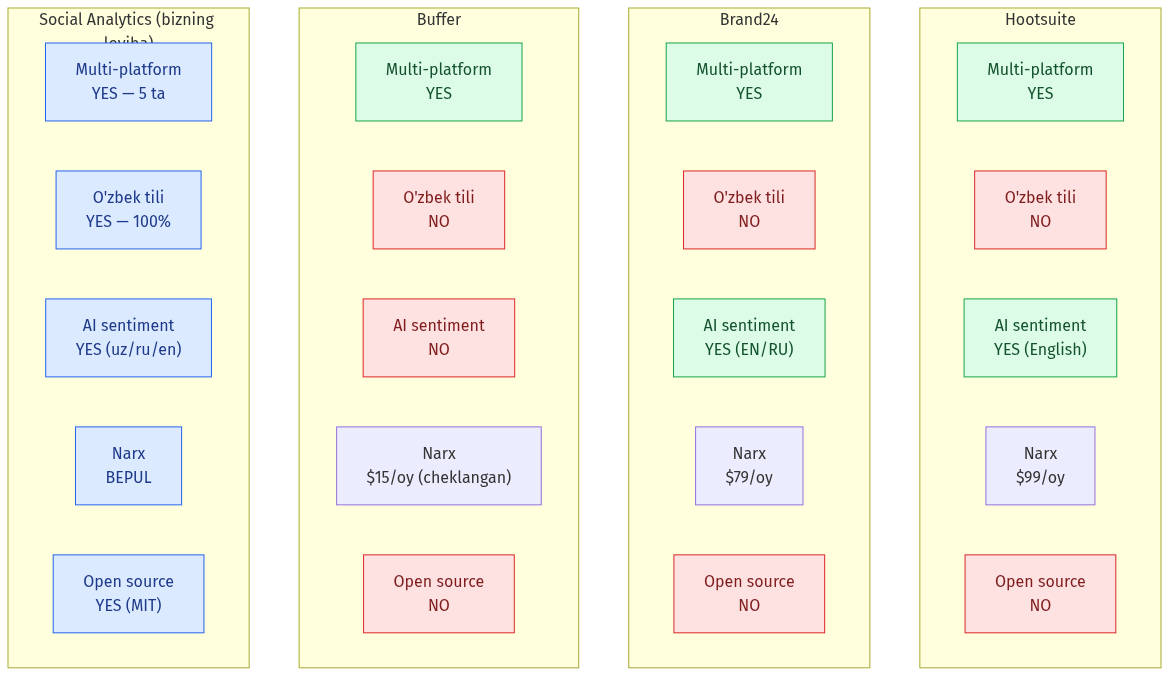 Social Analytics (bizning
Multi-platform
YES — 5 ta
O'zbek tili
YES — 100%
AI sentiment
YES (uz/ru/en)
Narx
BEPUL
Open source
YES (MIT)
Buffer
Multi-platform
YES
O'zbek tili
NO
AI sentiment
NO
Narx
$15/oy (cheklangan)
Open source
NO
Brand24
Multi-platform
YES
O'zbek tili
NO
AI sentiment
YES (EN/RU)
Narx
$79/oy
Open source
NO
Hootsuite
Multi-platform
YES
O'zbek tili
NO
AI sentiment
YES (English)
Narx
$99/oy
Open source
NO